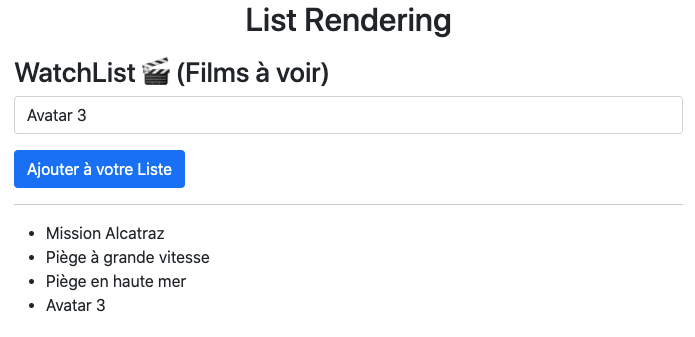 List Rendering
WatchList 🎬 (Films à voir)
Avatar 3
Ajouter à votre Liste
Mission Alcatraz
Piège à grande vitesse
Piège en haute mer
Avatar 3